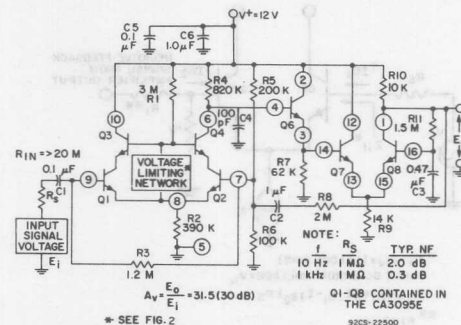 V+=12V
C5
0.1
μF
C6
1.0μF
3 M
R1
R4
820K
R5
200 K
R10
10 K
100
pF
C4
R11
1.5 M
10
6
4
2
3
12
1
Q3
Q4
Q6
RIN = >20 MΩ
0.1 μF
C1
RS
9
Q1
VOLTAGE
LIMITING
NETWORK*
Q2
7
8
14
Q7
13
15
Q8
16
0.47
μF
C3
R7
62 K
1 μF
C2
R8
2M
14 K
R9
INPUT
SIGNAL
VOLTAGE
Ei
R2
390 K
5
R3
1.2 M
R6
100 K
NOTE:
f RS TYP. NF
10 Hz 1 MΩ 2.0 dB
1 kHz 1 MΩ 0.3 dB
AV = Eo/Ei = 31.5(30 dB)
Q1-Q8 CONTAINED IN
THE CA3095E
* SEE FIG. 2
92CS-22500